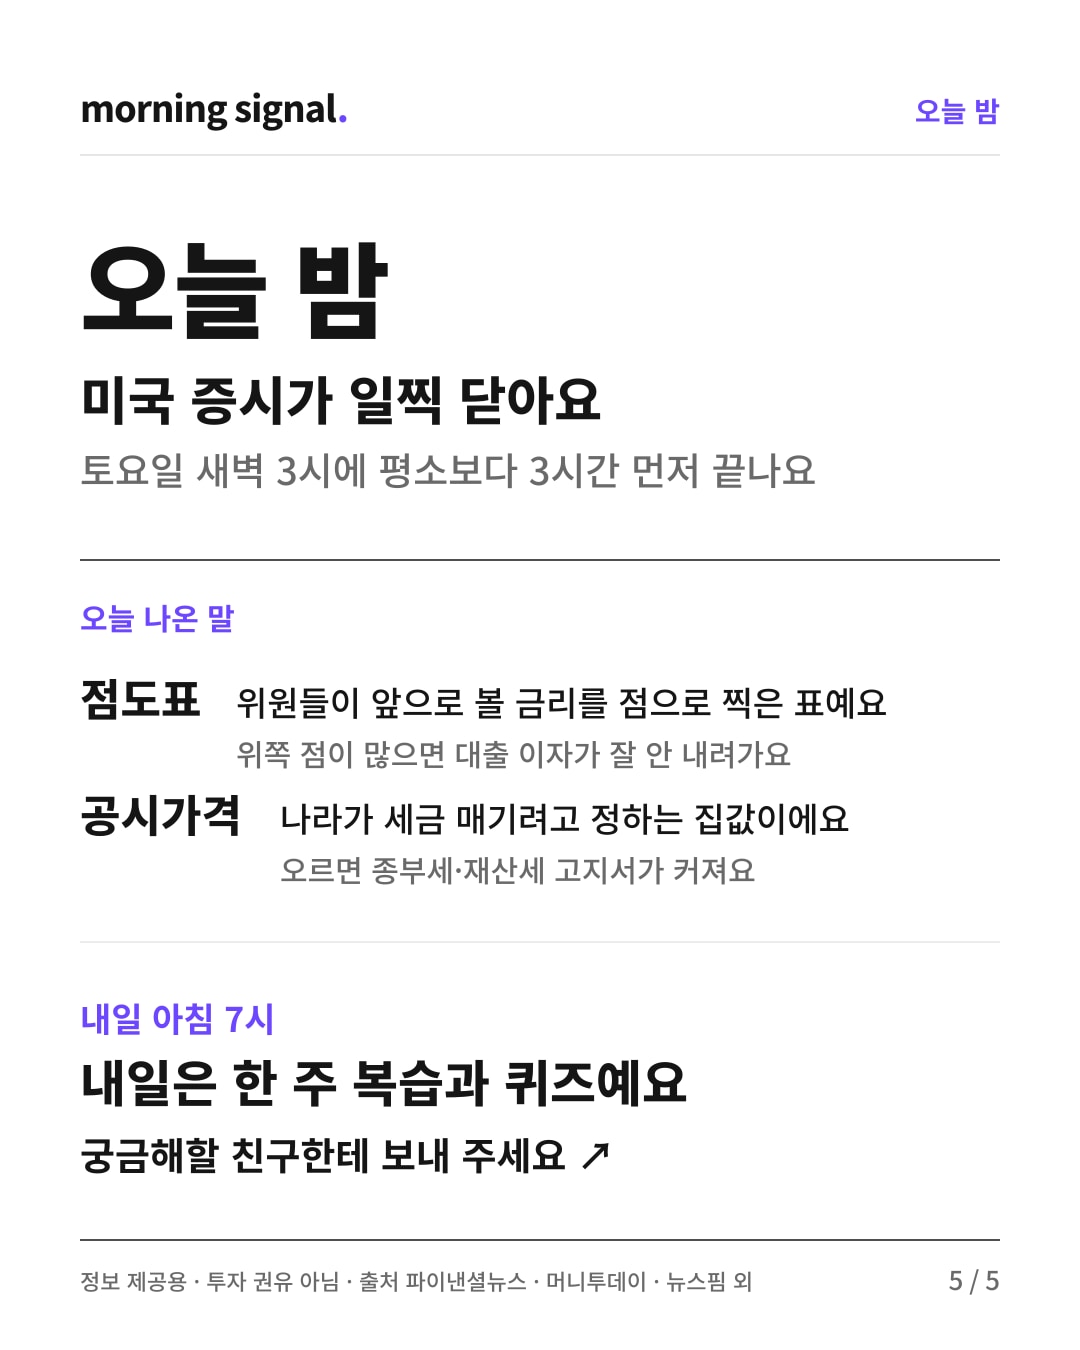 morning signal.
오늘 밤
오늘 밤
미국 증시가 일찍 닫아요
토요일 새벽 3시에 평소보다 3시간 먼저 끝나요
오늘 나온 말
점도표 위원들이 앞으로 볼 금리를 점으로 찍은 표예요
위쪽 점이 많으면 대출 이자가 잘 안 내려가요
공시가격 나라가 세금 매기려고 정하는 집값이에요
오르면 종부세·재산세 고지서가 커져요
내일 아침 7시
내일은 한 주 복습과 퀴즈예요
궁금해할 친구한테 보내 주세요 ↗
정보 제공용 · 투자 권유 아님 · 출처 파이낸셜뉴스 · 머니투데이 · 뉴스핌 외
5 / 5